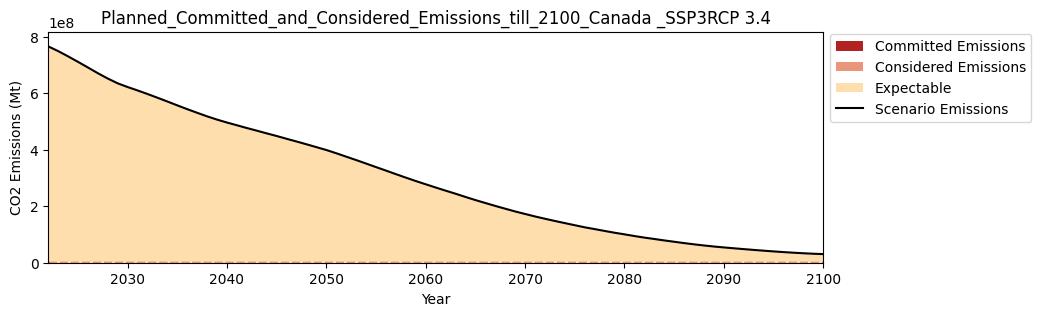 Planned_Committed_and_Considered_Emissions_till_2100_Canada _SSP3RCP 3.4
1e8
8
6
4
2
0
CO2 Emissions (Mt)
2030 2040 2050 2060 2070 2080 2090 2100
Year
Committed Emissions
Considered Emissions
Expectable
Scenario Emissions